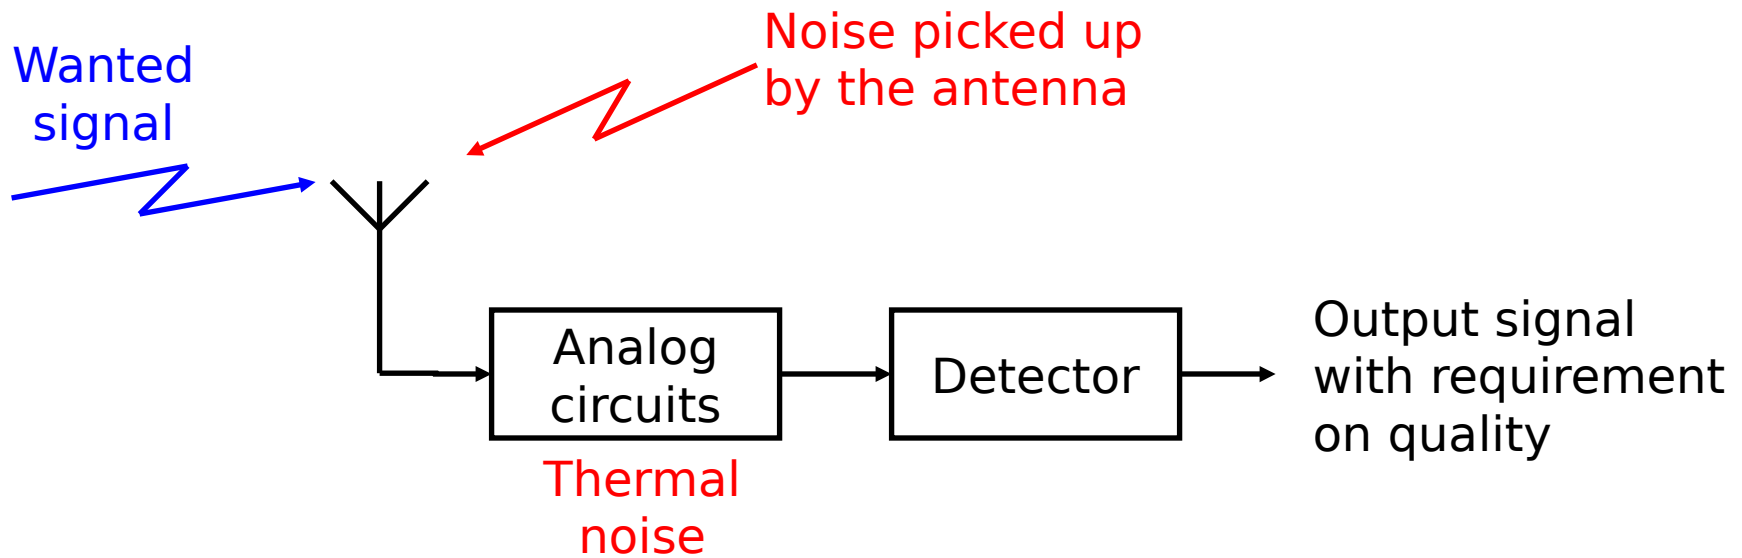 Wanted
signal
Noise picked up
by the antenna
Analog
circuits
Thermal
noise
Detector
Output signal
with requirement
on quality